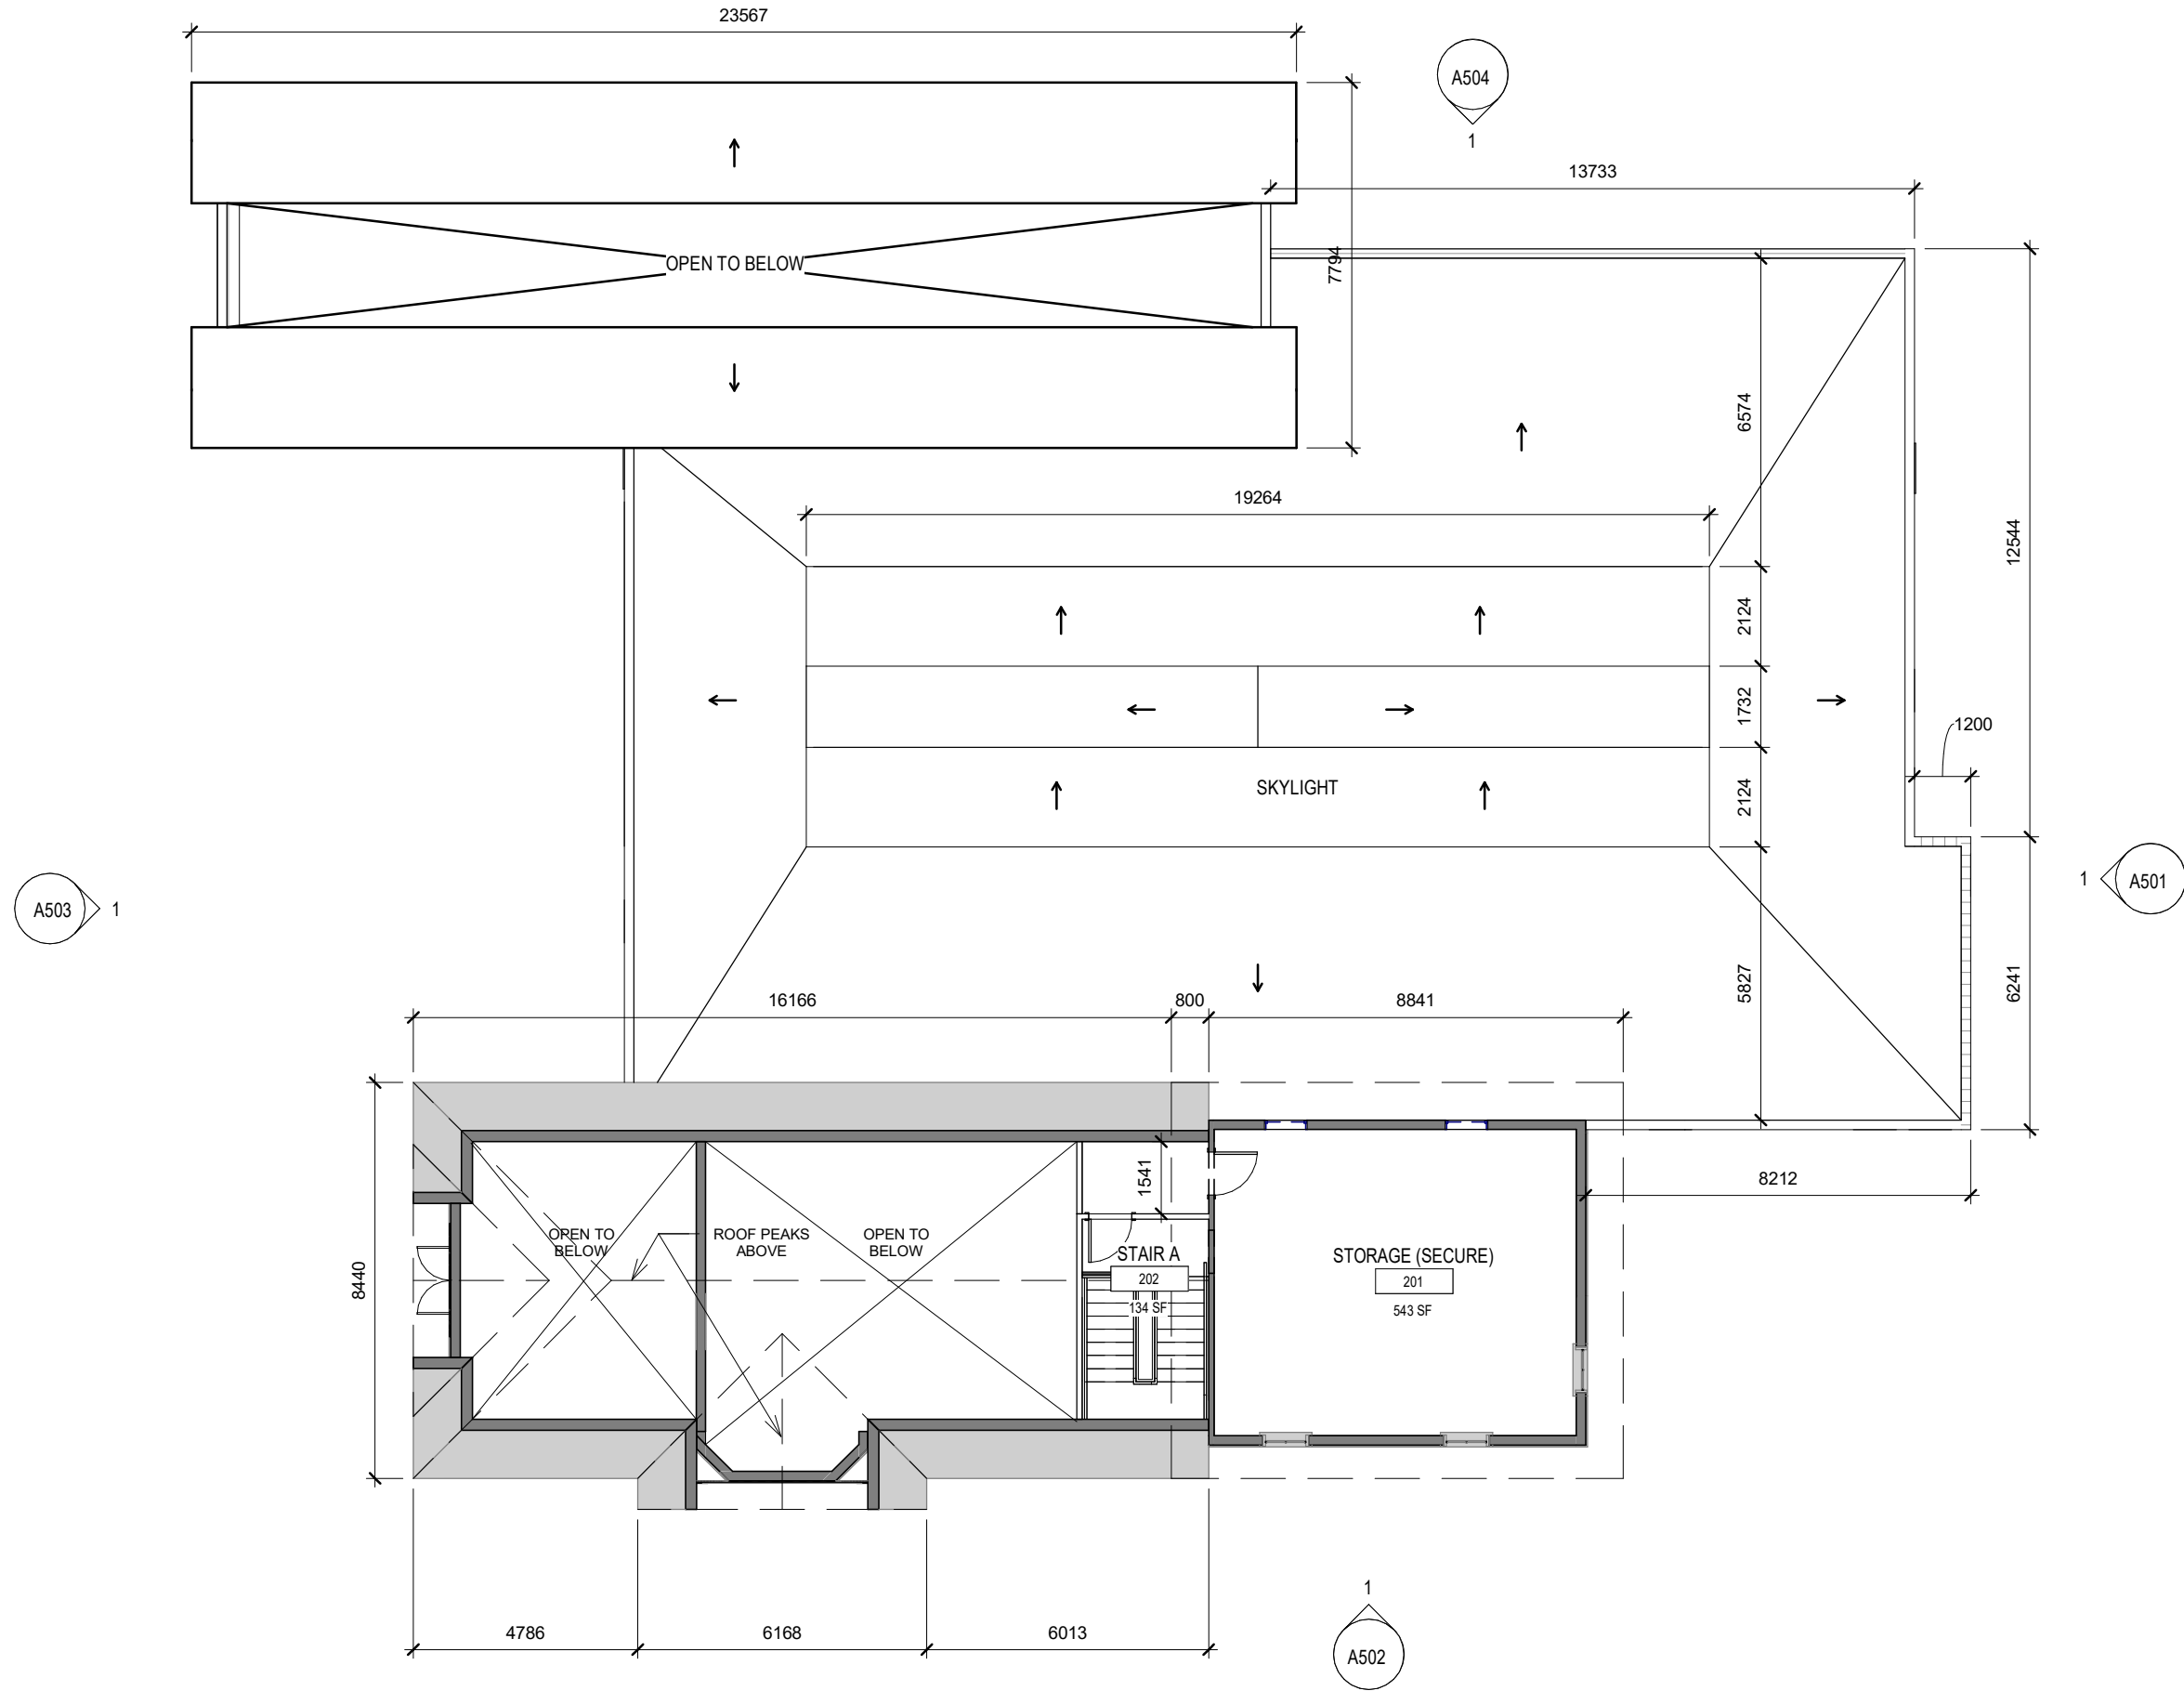 23567
A504
1
13733
OPEN TO BELOW
7794
6574
19264
12544
2124
1732
1200
SKYLIGHT
2124
A503
1
1
A501
5827
6241
16166
800
8841
1541
8212
OPEN TO
BELOW
ROOF PEAKS
ABOVE
OPEN TO
BELOW
STAIR A
202
134 SF
STORAGE (SECURE)
201
543 SF
8440
1
A502
4786
6168
6013